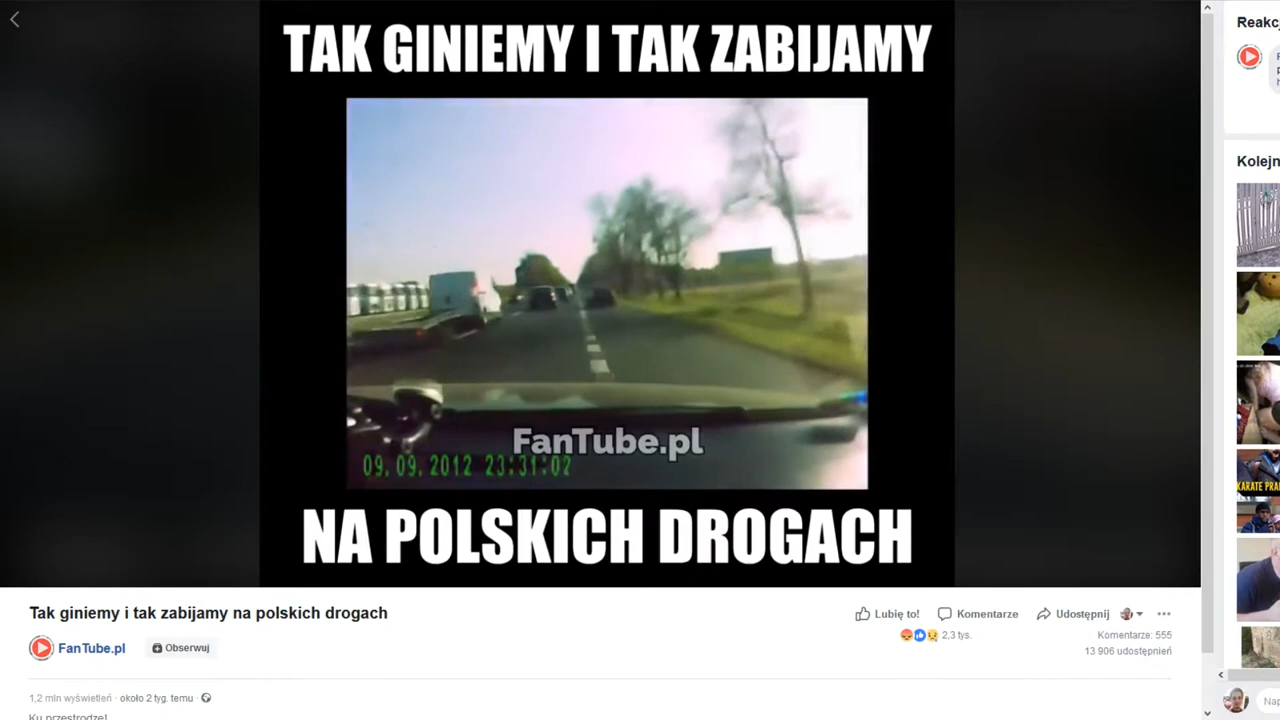 TAK GINIEMY I TAK ZABIJAMY
FanTube.pl
09.09.2012 23:31:02
NA POLSKICH DROGACH
Tak giniemy i tak zabijamy na polskich drogach
Lubię to!
Komentarze
Udostępnij
FanTube.pl
Obserwuj
2,3 tys.
Komentarze: 555
13 906 udostępnień
1,2 mln wyświetleń · około 2 tyg. temu
Ku przestrodze!
Reakcj
Kolejn
KARATE PRA
Nap